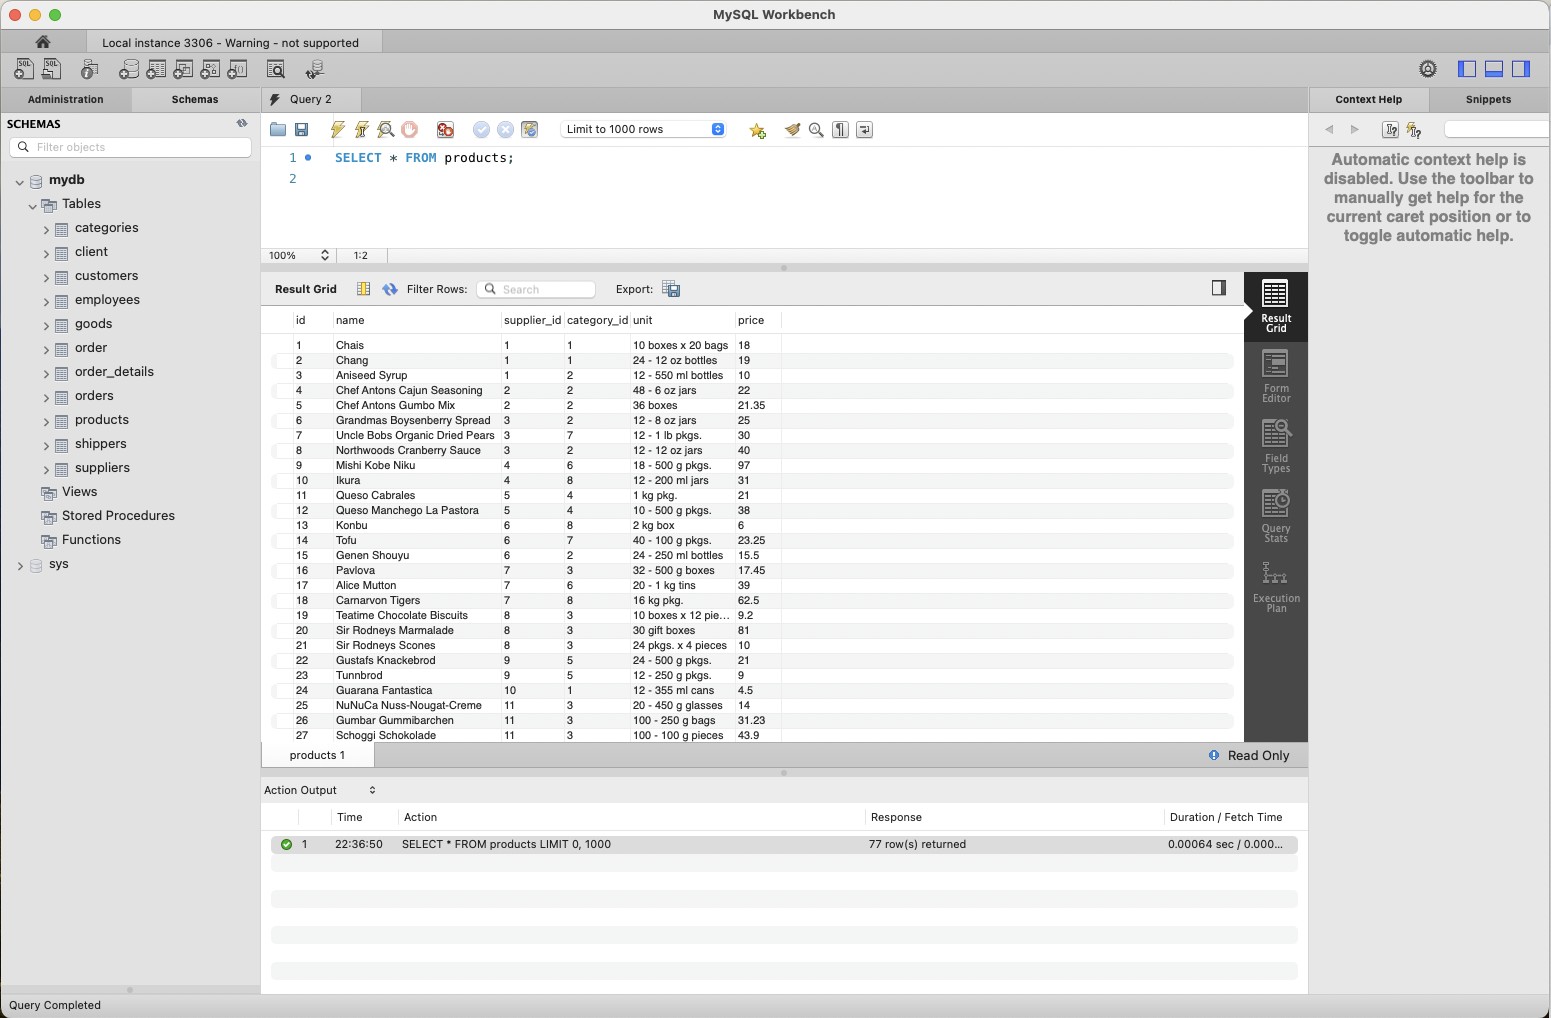 MySQL Workbench
Local instance 3306 - Warning - not supported
Administration Schemas Query 2 Context Help Snippets
SCHEMAS
Filter objects
Limit to 1000 rows
1 SELECT * FROM products;
2
Automatic context help is
disabled. Use the toolbar to
manually get help for the
current caret position or to
toggle automatic help.
mydb
Tables
categories
client
customers
employees
goods
order
order_details
orders
products
shippers
suppliers
Views
Stored Procedures
Functions
sys
100% 1:2
Result Grid Filter Rows: Search Export:
id name supplier_id category_id unit price
1 Chais 1 1 10 boxes x 20 bags 18
2 Chang 1 1 24 - 12 oz bottles 19
3 Aniseed Syrup 1 2 12 - 550 ml bottles 10
4 Chef Antons Cajun Seasoning 2 2 48 - 6 oz jars 22
5 Chef Antons Gumbo Mix 2 2 36 boxes 21.35
6 Grandmas Boysenberry Spread 3 2 12 - 8 oz jars 25
7 Uncle Bobs Organic Dried Pears 3 7 12 - 1 lb pkgs. 30
8 Northwoods Cranberry Sauce 3 2 12 - 12 oz jars 40
9 Mishi Kobe Niku 4 6 18 - 500 g pkgs. 97
10 Ikura 4 8 12 - 200 ml jars 31
11 Queso Cabrales 5 4 1 kg pkg. 21
12 Queso Manchego La Pastora 5 4 10 - 500 g pkgs. 38
13 Konbu 6 8 2 kg box 6
14 Tofu 6 7 40 - 100 g pkgs. 23.25
15 Genen Shouyu 6 2 24 - 250 ml bottles 15.5
16 Pavlova 7 3 32 - 500 g boxes 17.45
17 Alice Mutton 7 6 20 - 1 kg tins 39
18 Carnarvon Tigers 7 8 16 kg pkg. 62.5
19 Teatime Chocolate Biscuits 8 3 10 boxes x 12 pie... 9.2
20 Sir Rodneys Marmalade 8 3 30 gift boxes 81
21 Sir Rodneys Scones 8 3 24 pkgs. x 4 pieces 10
22 Gustafs Knackebrod 9 5 24 - 500 g pkgs. 21
23 Tunnbrod 9 5 12 - 250 g pkgs. 9
24 Guarana Fantastica 10 1 12 - 355 ml cans 4.5
25 NuNuCa Nuss-Nougat-Creme 11 3 20 - 450 g glasses 14
26 Gumbar Gummibarchen 11 3 100 - 250 g bags 31.23
27 Schoggi Schokolade 11 3 100 - 100 g pieces 43.9
Result
Grid
Form
Editor
Field
Types
Query
Stats
Execution
Plan
products 1 Read Only
Action Output
Time Action Response Duration / Fetch Time
1 22:36:50 SELECT * FROM products LIMIT 0, 1000 77 row(s) returned 0.00064 sec / 0.000...
Query Completed